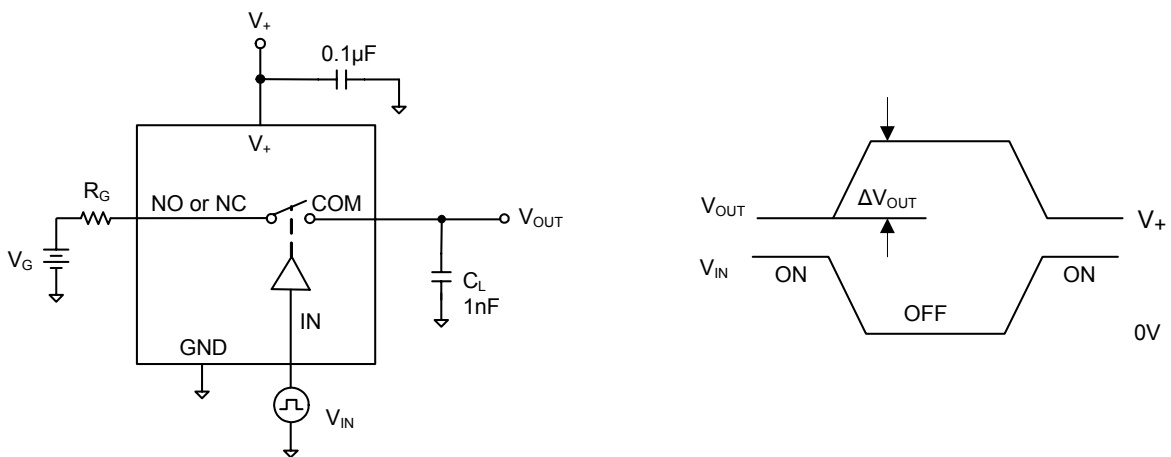 V+
0.1µF
V+
RG
NO or NC
COM
VOUT
VG
CL
1nF
IN
GND
VIN
VOUT
ΔVOUT
V+
VIN
ON
OFF
ON
0V